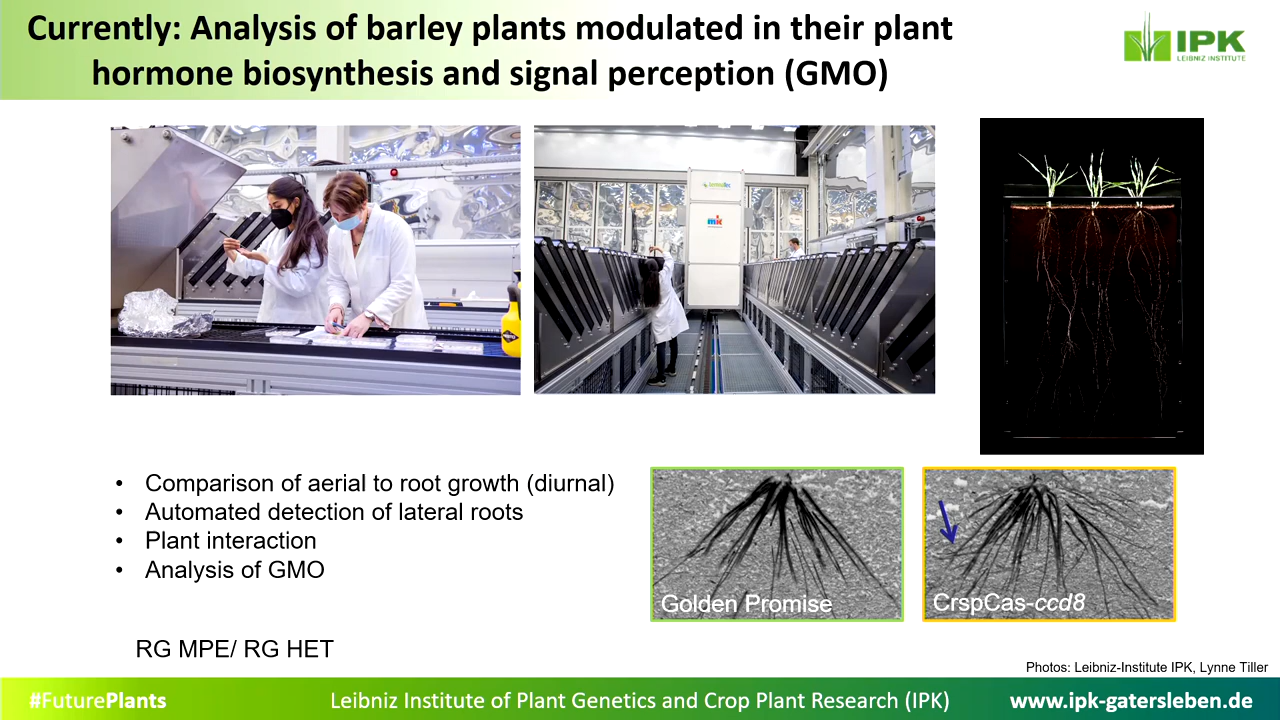 Currently: Analysis of barley plants modulated in their plant
hormone biosynthesis and signal perception (GMO)
IPK
LEIBNIZ INSTITUTE
mk
• Comparison of aerial to root growth (diurnal)
• Automated detection of lateral roots
• Plant interaction
• Analysis of GMO
Golden Promise
CrspCas-ccd8
RG MPE/ RG HET
Photos: Leibniz-Institute IPK, Lynne Tiller
#FuturePlants
Leibniz Institute of Plant Genetics and Crop Plant Research (IPK)
www.ipk-gatersleben.de